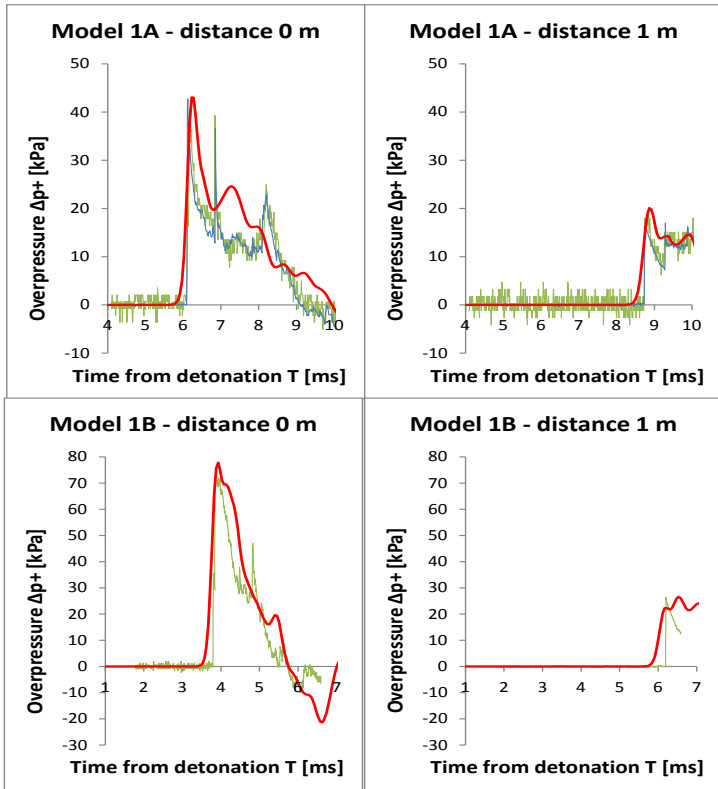 Model 1A - distance 0 m
50
40
30
20
10
0
-10
4 5 6 7 8 9 10
Overpressure Δp+ [kPa]
Time from detonation T [ms]
Model 1A - distance 1 m
50
40
30
20
10
0
-10
4 5 6 7 8 9 10
Overpressure Δp+ [kPa]
Time from detonation T [ms]
Model 1B - distance 0 m
80
70
60
50
40
30
20
10
0
-10
-20
-30
1 2 3 4 5 6 7
Overpressure Δp+ [kPa]
Time from detonation T [ms]
Model 1B - distance 1 m
80
70
60
50
40
30
20
10
0
-10
-20
-30
1 2 3 4 5 6 7
Overpressure Δp+ [kPa]
Time from detonation T [ms]